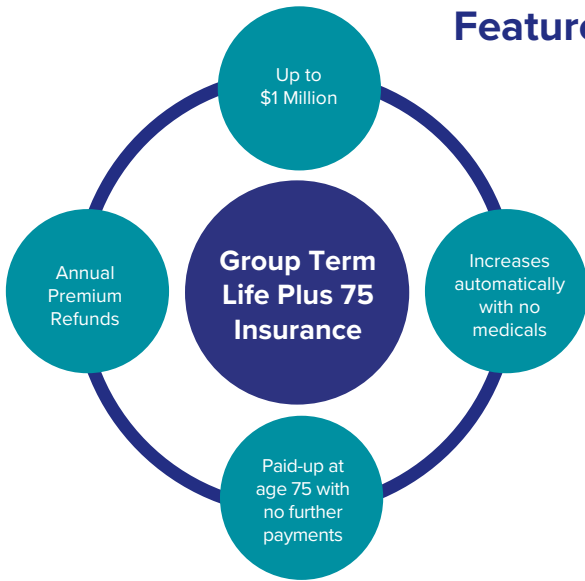 Feature
Up to
$1 Million
Annual
Premium
Refunds
Group Term
Life Plus 75
Insurance
Increases
automatically
with no
medicals
Paid-up at
age 75 with
no further
payments